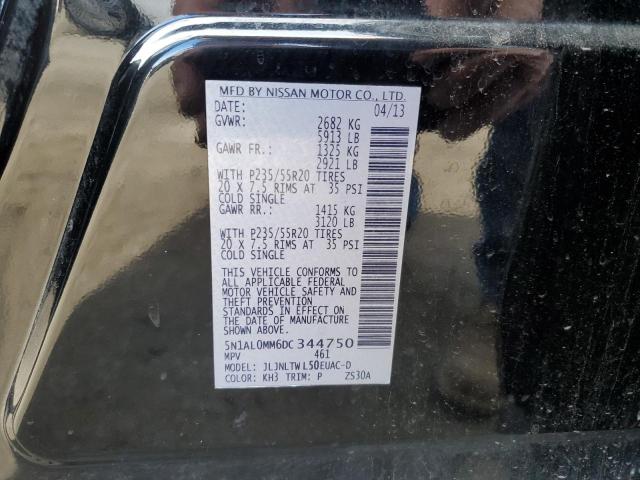 MFD BY NISSAN MOTOR CO., LTD.
DATE: 04/13
GVWR: 2682 KG
5913 LB
GAWR FR.: 1325 KG
2921 LB
WITH P235/55R20 TIRES
20 X 7.5 RIMS AT 35 PSI
COLD SINGLE
GAWR RR.: 1415 KG
3120 LB
WITH P235/55R20 TIRES
20 X 7.5 RIMS AT 35 PSI
COLD SINGLE
THIS VEHICLE CONFORMS TO
ALL APPLICABLE FEDERAL
MOTOR VEHICLE SAFETY AND
THEFT PREVENTION
STANDARDS IN EFFECT ON
THE DATE OF MANUFACTURE
SHOWN ABOVE.
5N1AL0MM6DC344750
MPV 461
MODEL: JLJNLTWL50EUAC-D
COLOR: KH3 TRIM: P ZS30A